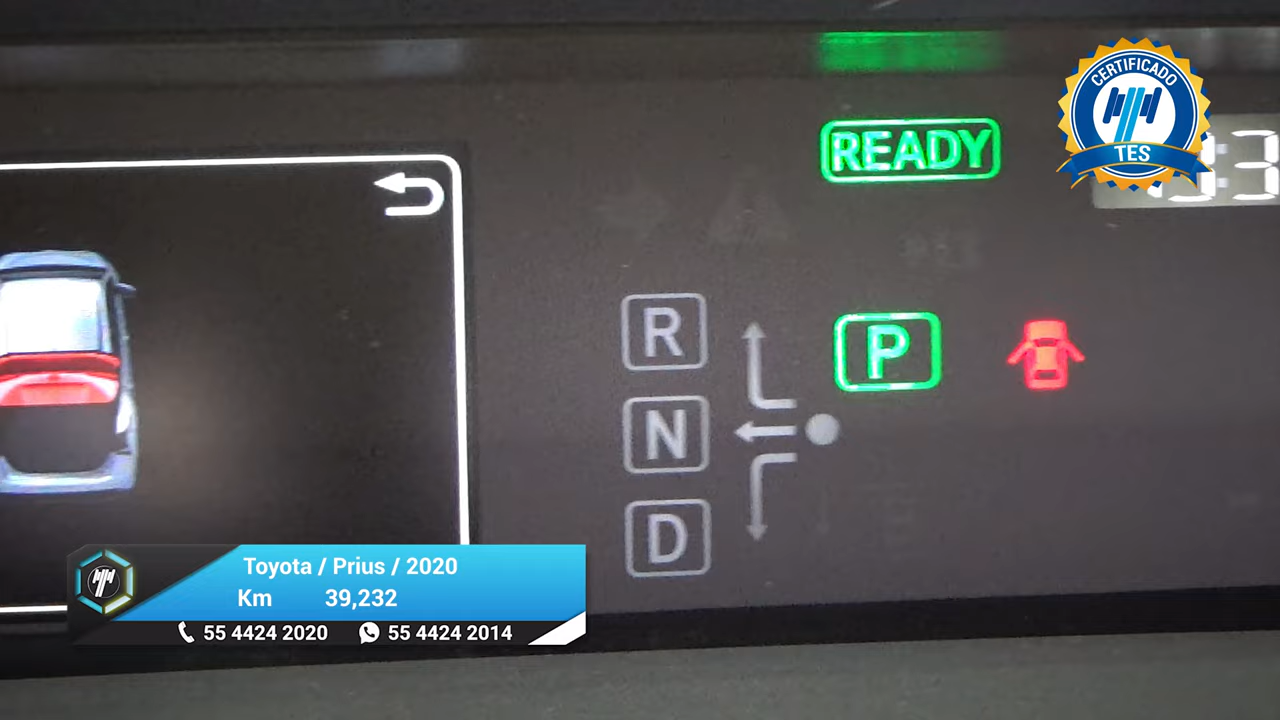 READY
CERTIFICADO
TES
R
P
N
D
Toyota / Prius / 2020
Km 39,232
55 4424 2020 55 4424 2014